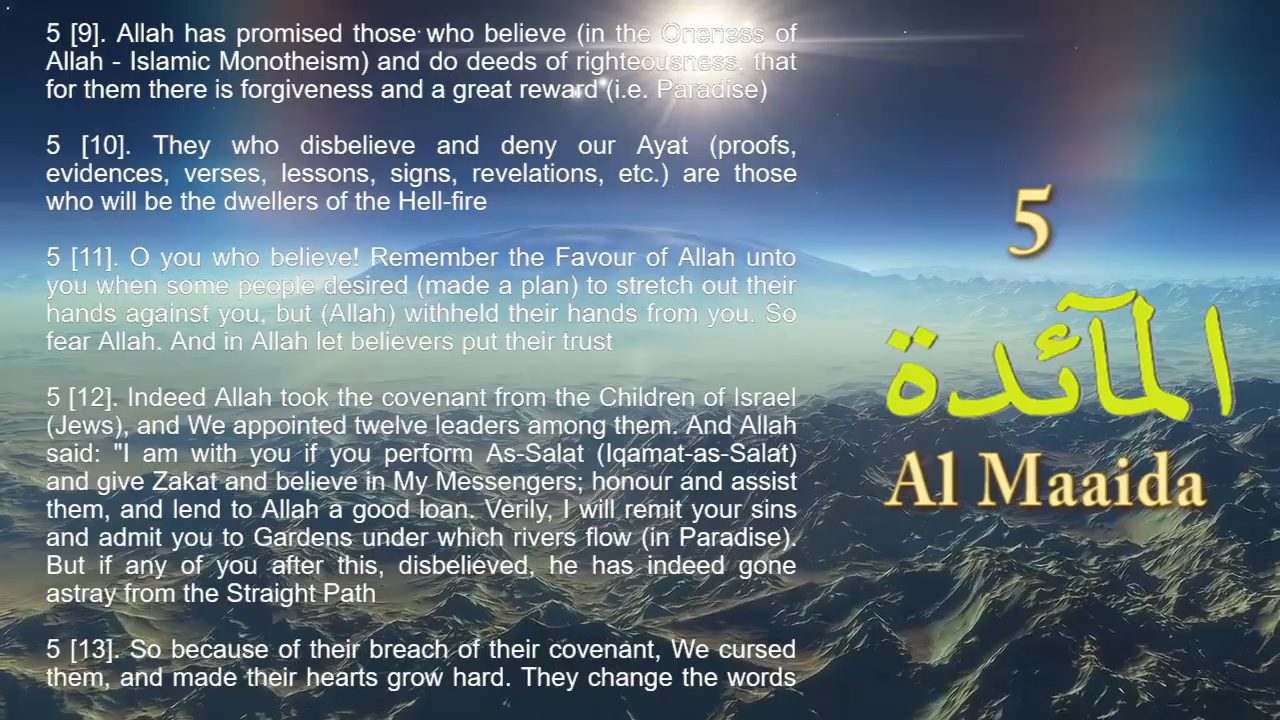 5 [9]. Allah has promised those who believe (in the Oneness of
Allah - Islamic Monotheism) and do deeds of righteousness, that
for them there is forgiveness and a great reward (i.e. Paradise)
5 [10]. They who disbelieve and deny our Ayat (proofs,
evidences, verses, lessons, signs, revelations, etc.) are those
who will be the dwellers of the Hell-fire
5 [11]. O you who believe! Remember the Favour of Allah unto
you when some people desired (made a plan) to stretch out their
hands against you, but (Allah) withheld their hands from you. So
fear Allah. And in Allah let believers put their trust
5 [12]. Indeed Allah took the covenant from the Children of Israel
(Jews), and We appointed twelve leaders among them. And Allah
said: "I am with you if you perform As-Salat (Iqamat-as-Salat)
and give Zakat and believe in My Messengers; honour and assist
them, and lend to Allah a good loan. Verily, I will remit your sins
and admit you to Gardens under which rivers flow (in Paradise).
But if any of you after this, disbelieved, he has indeed gone
astray from the Straight Path
5 [13]. So because of their breach of their covenant, We cursed
them, and made their hearts grow hard. They change the words
5
المآئدة
Al Maaida